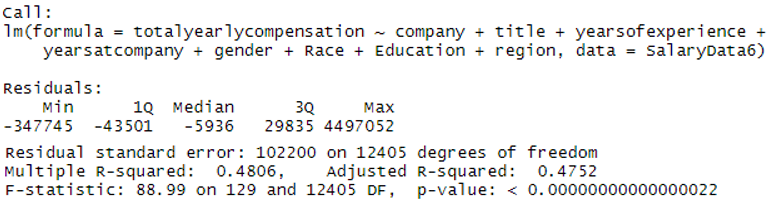 Call:
lm(formula = totalyearlycompensation ~ company + title + yearsofexperience +
yearsatcompany + gender + Race + Education + region, data = SalaryData6)
Residuals:
Min 1Q Median 3Q Max
-347745 -43501 -5936 29835 4497052
Residual standard error: 102200 on 12405 degrees of freedom
Multiple R-squared: 0.4806, Adjusted R-squared: 0.4752
F-statistic: 88.99 on 129 and 12405 DF, p-value: < 0.00000000000000022